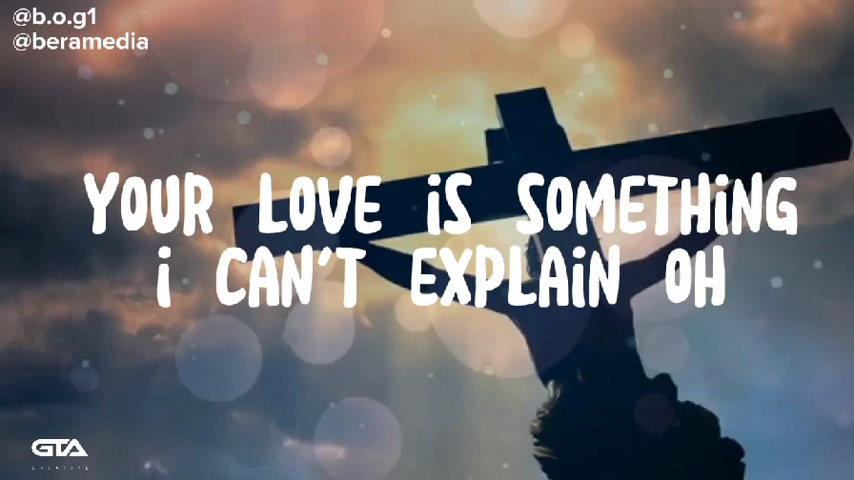 @b.o.g1
@beramedia
YOUR LOVE iS SOMETHiNG
i CAN'T EXPLAiN OH
GTA